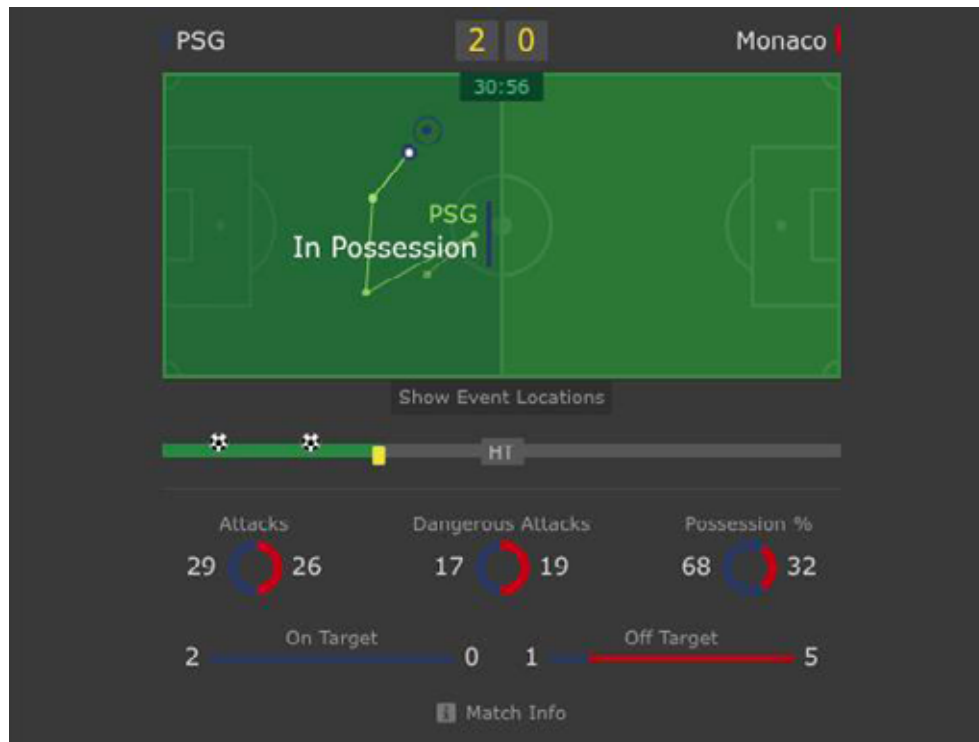 PSG 2 0 Monaco
30:56
PSG
In Possession
Show Event Locations
HT
Attacks Dangerous Attacks Possession %
29 26 17 19 68 32
On Target Off Target
2 0 1 5
i Match Info